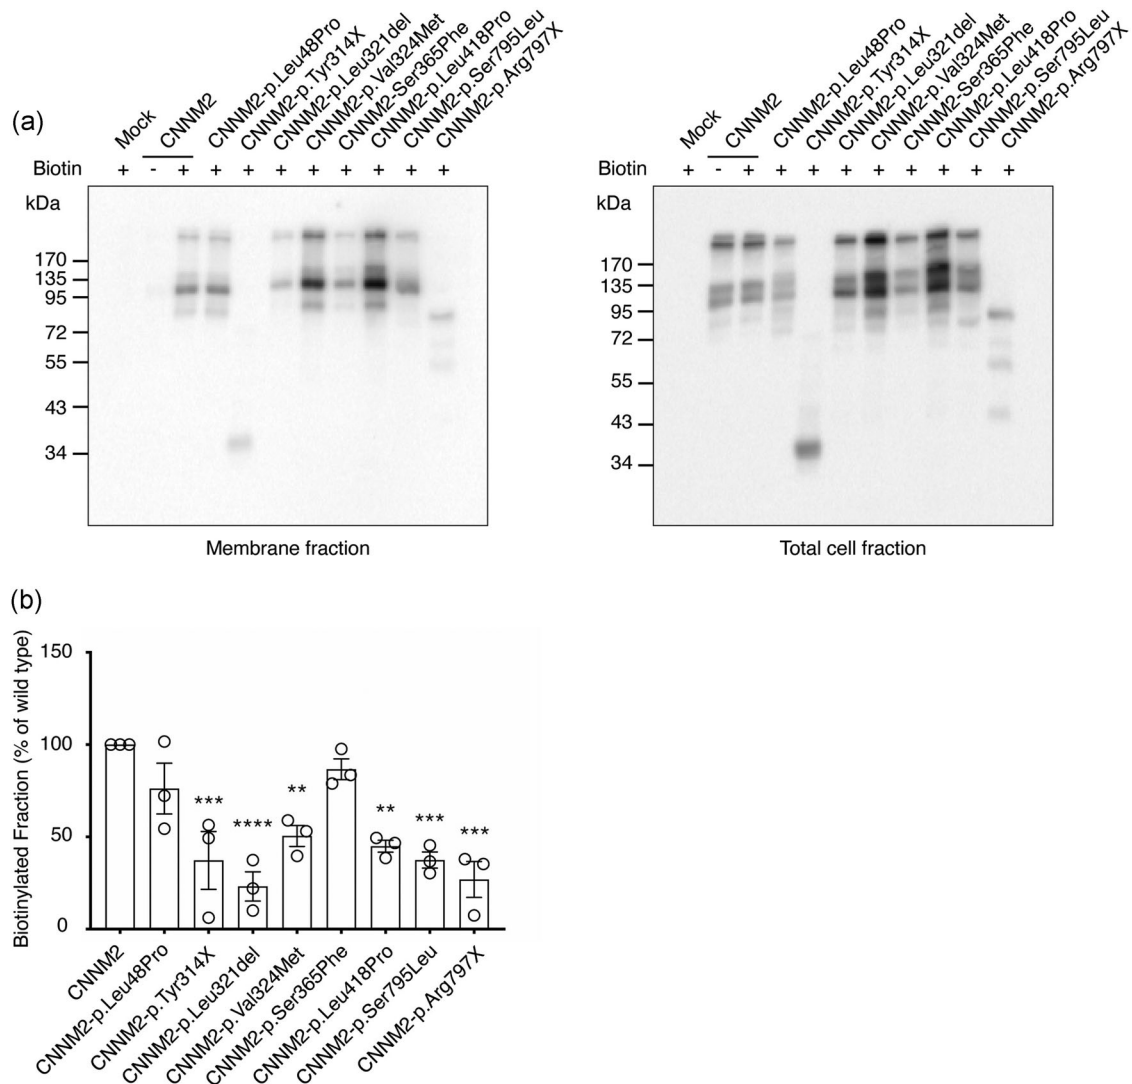 (a)
Mock
CNNM2
CNNM2-p.Leu48Pro
CNNM2-p.Tyr314X
CNNM2-p.Leu321del
CNNM2-p.Val324Met
CNNM2-Ser365Phe
CNNM2-p.Leu418Pro
CNNM2-p.Ser795Leu
CNNM2-p.Arg797X
Biotin + - + + + + + + + + +
kDa
170
135
95
72
55
43
34
Membrane fraction
Mock
CNNM2
CNNM2-p.Leu48Pro
CNNM2-p.Tyr314X
CNNM2-p.Leu321del
CNNM2-p.Val324Met
CNNM2-Ser365Phe
CNNM2-p.Leu418Pro
CNNM2-p.Ser795Leu
CNNM2-p.Arg797X
Biotin + - + + + + + + + + +
kDa
170
135
95
72
55
43
34
Total cell fraction
(b)
Biotinylated Fraction (% of wild type)
150
100
50
0
***
****
**
**
***
***
CNNM2
CNNM2-p.Leu48Pro
CNNM2-p.Tyr314X
CNNM2-p.Leu321del
CNNM2-p.Val324Met
CNNM2-p.Ser365Phe
CNNM2-p.Leu418Pro
CNNM2-p.Ser795Leu
CNNM2-p.Arg797X